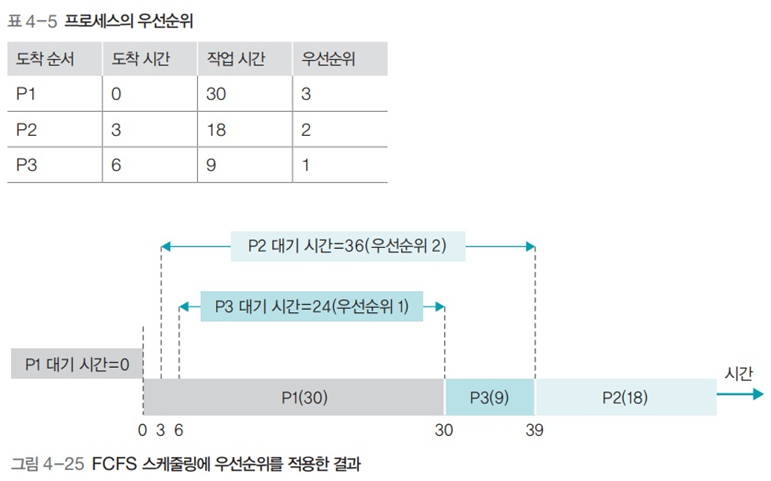 표 4-5 프로세스의 우선순위
도착 순서 도착 시간 작업 시간 우선순위
P1 0 30 3
P2 3 18 2
P3 6 9 1
P2 대기 시간=36(우선순위 2)
P3 대기 시간=24(우선순위 1)
P1 대기 시간=0
시간
P1(30) P3(9) P2(18)
0 3 6 30 39
그림 4-25 FCFS 스케줄링에 우선순위를 적용한 결과